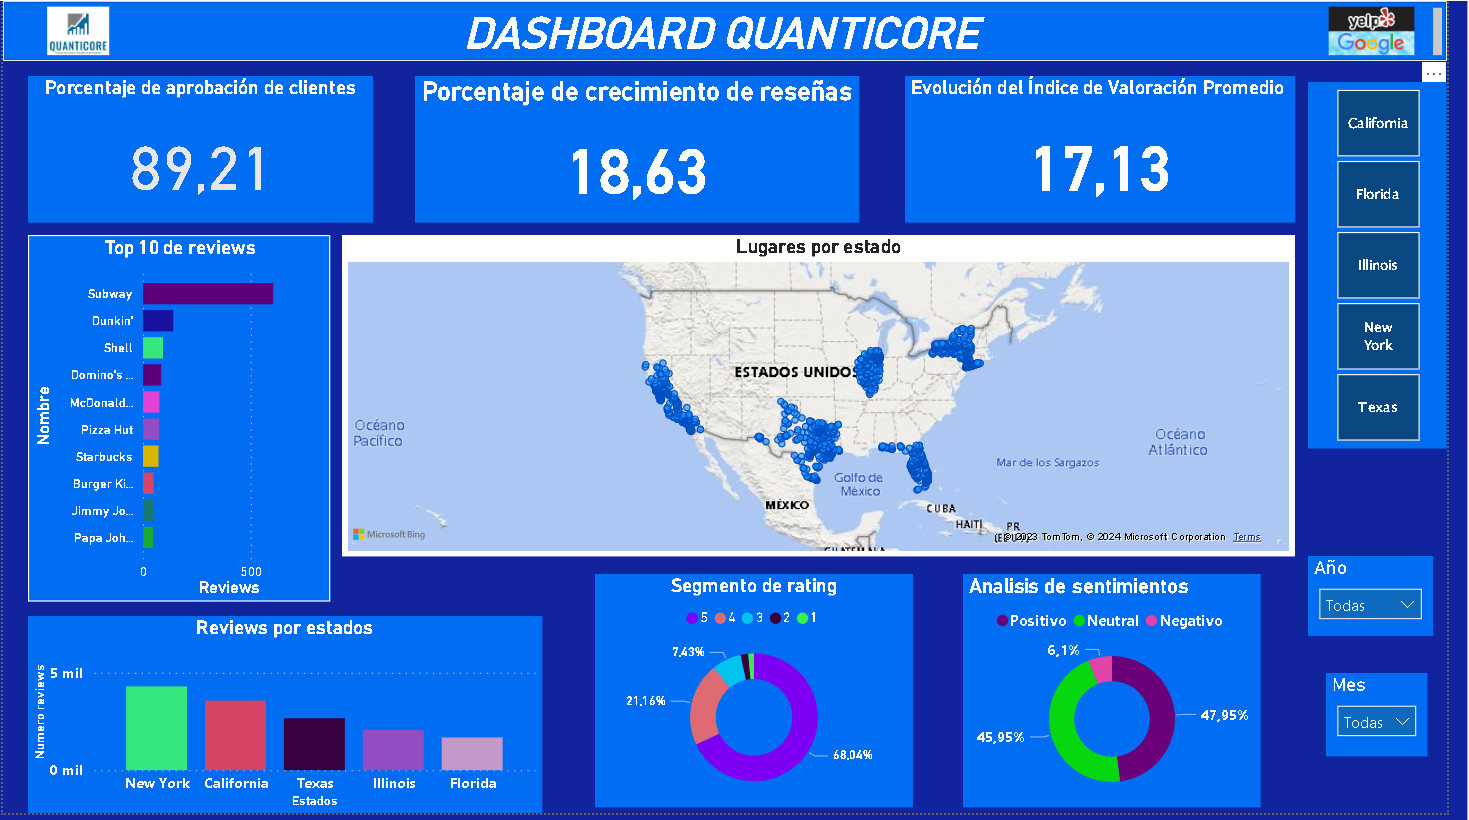 QUANTICORE
DASHBOARD QUANTICORE
yelp
Google
...
Porcentaje de aprobación de clientes
89,21
Porcentaje de crecimiento de reseñas
18,63
Evolución del Índice de Valoración Promedio
17,13
California
Florida
Illinois
New
York
Texas
Top 10 de reviews
Nombre
Subway
Dunkin'
Shell
Domino's ...
McDonald...
Pizza Hut
Starbucks
Burger Ki...
Jimmy Jo...
Papa Joh...
0
500
Reviews
Lugares por estado
ESTADOS UNIDOS
Océano
Pacífico
Océano
Atlántico
Mar de los Sargazos
Golfo de
México
MÉXICO
CUBA
HAITÍ
PR
GUATEMALA
Microsoft Bing
© 2023 TomTom, © 2024 Microsoft Corporation
Terms
Reviews por estados
Numero reviews
5 mil
0 mil
New York
California
Texas
Illinois
Florida
Estados
Segmento de rating
5 4 3 2 1
7,43%
21,16%
68,04%
Analisis de sentimientos
Positivo Neutral Negativo
6,1%
47,95%
45,95%
Año
Todas
Mes
Todas